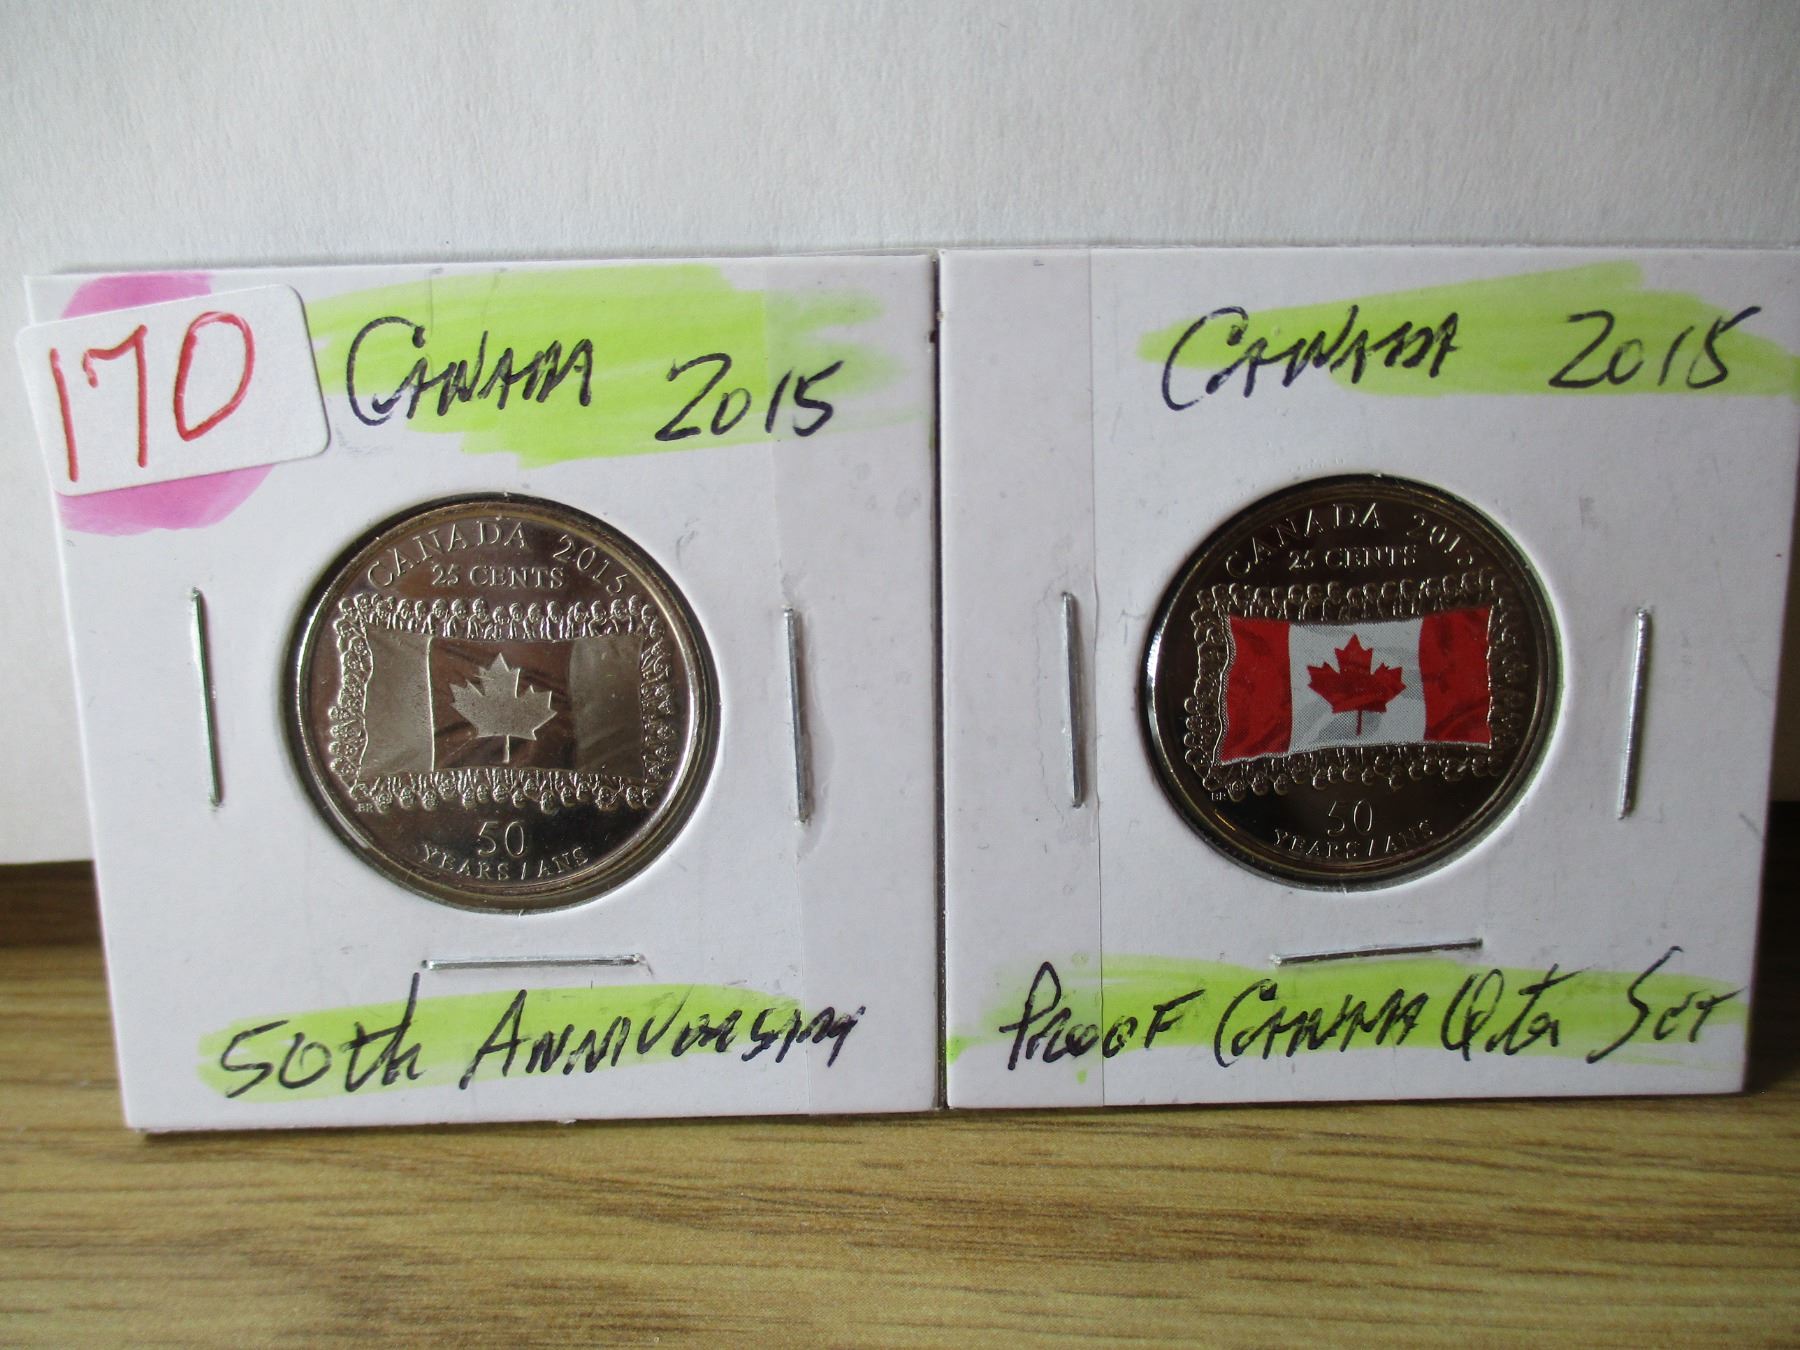 170
CANADA 2015
CANADA 2015
25 CENTS
50
YEARS / ANS
50th ANNIVERSARY
CANADA 2015
CANADA 2015
25 CENTS
50
YEARS / ANS
PROOF CANADA Qter SET